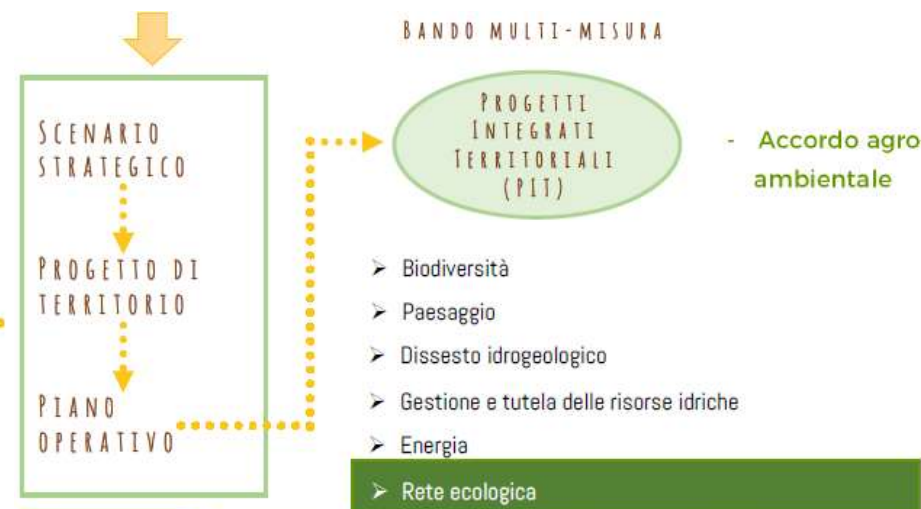 BANDO MULTI-MISURA
SCENARIO
STRATEGICO
PROGETTO DI
TERRITORIO
PIANO
OPERATIVO
PROGETTI
INTEGRATI
TERRITORIALI
(PIT)
- Accordo agro
ambientale
➢ Biodiversità
➢ Paesaggio
➢ Dissesto idrogeologico
➢ Gestione e tutela delle risorse idriche
➢ Energia
➢ Rete ecologica